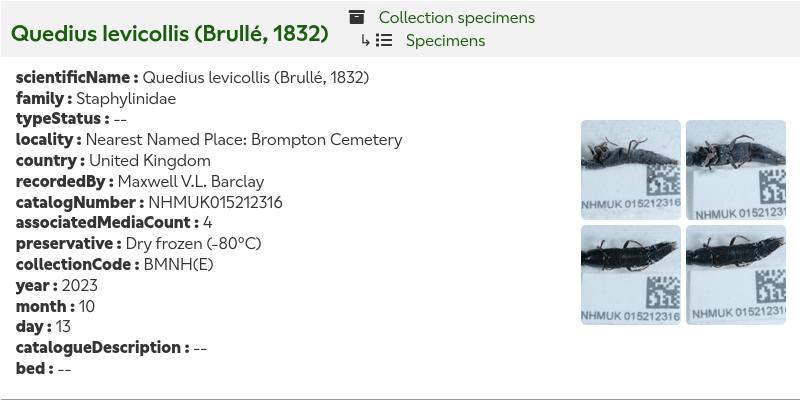 Quedius levicollis (Brullé, 1832)
Collection specimens
Specimens
scientificName : Quedius levicollis (Brullé, 1832)
family : Staphylinidae
typeStatus : --
locality : Nearest Named Place: Brompton Cemetery
country : United Kingdom
recordedBy : Maxwell V.L. Barclay
catalogNumber : NHMUK015212316
associatedMediaCount : 4
preservative : Dry frozen (-80°C)
collectionCode : BMNH(E)
year : 2023
month : 10
day : 13
catalogueDescription : --
bed : --
NHMUK 015212316
NHMUK 01521231
NHMUK 015212316
NHMUK 01521231